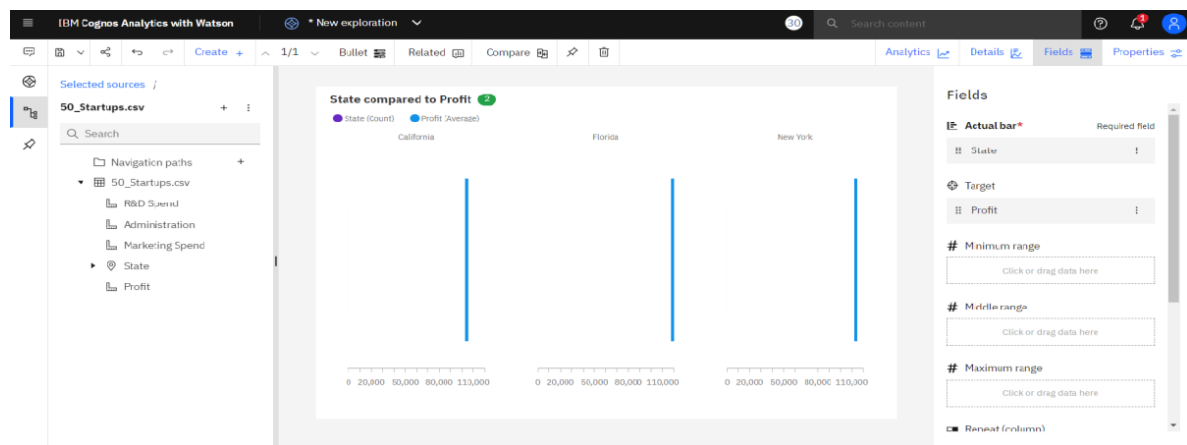 IBM Cognos Analytics with Watson
* New exploration
30
Search content
Create +
1/1
Bullet
Related
Compare
Analytics
Details
Fields
Properties
Selected sources /
50_Startups.csv
Search
Navigation paths
50_Startups.csv
R&D Spend
Administration
Marketing Spend
State
Profit
State compared to Profit 2
State (Count) Profit (Average)
California Florida New York
0 20,000 50,000 80,000 110,000 0 20,000 50,000 80,000 110,000 0 20,000 50,000 80,000 110,000
Fields
Actual bar* Required field
State
Target
Profit
# Minimum range
Click or drag data here
# Middle range
Click or drag data here
# Maximum range
Click or drag data here
Repeat (column)